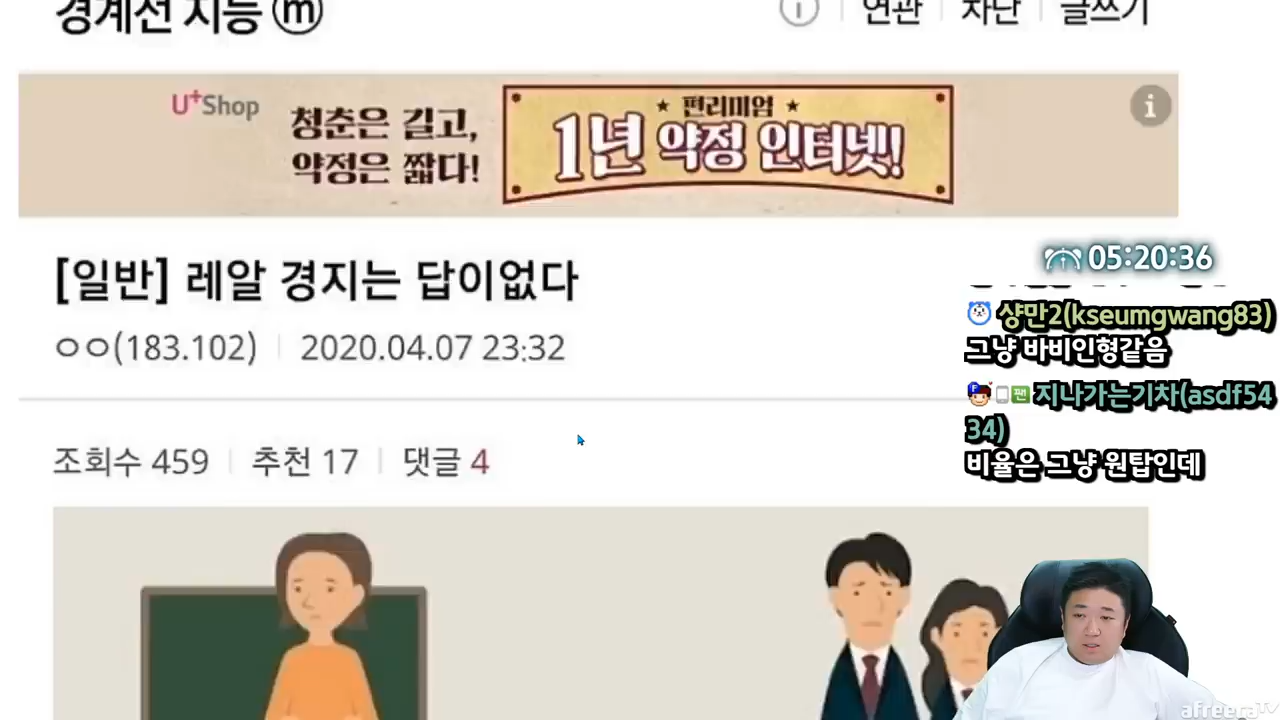 경계선 지능 ⓜ
연관
차단
글쓰기
U+Shop
청춘은 길고,
약정은 짧다!
★ 펀리미엄 ★
1년 약정 인터넷!
[일반] 레알 경지는 답이없다
ㅇㅇ(183.102) 2020.04.07 23:32
조회수 459 추천 17 댓글 4
05:20:36
샹만2(kseumgwang83)
그냥 바비인형같음
팬 지나가는기차(asdf54
34)
비율은 그냥 원탑인데
afreecaTV